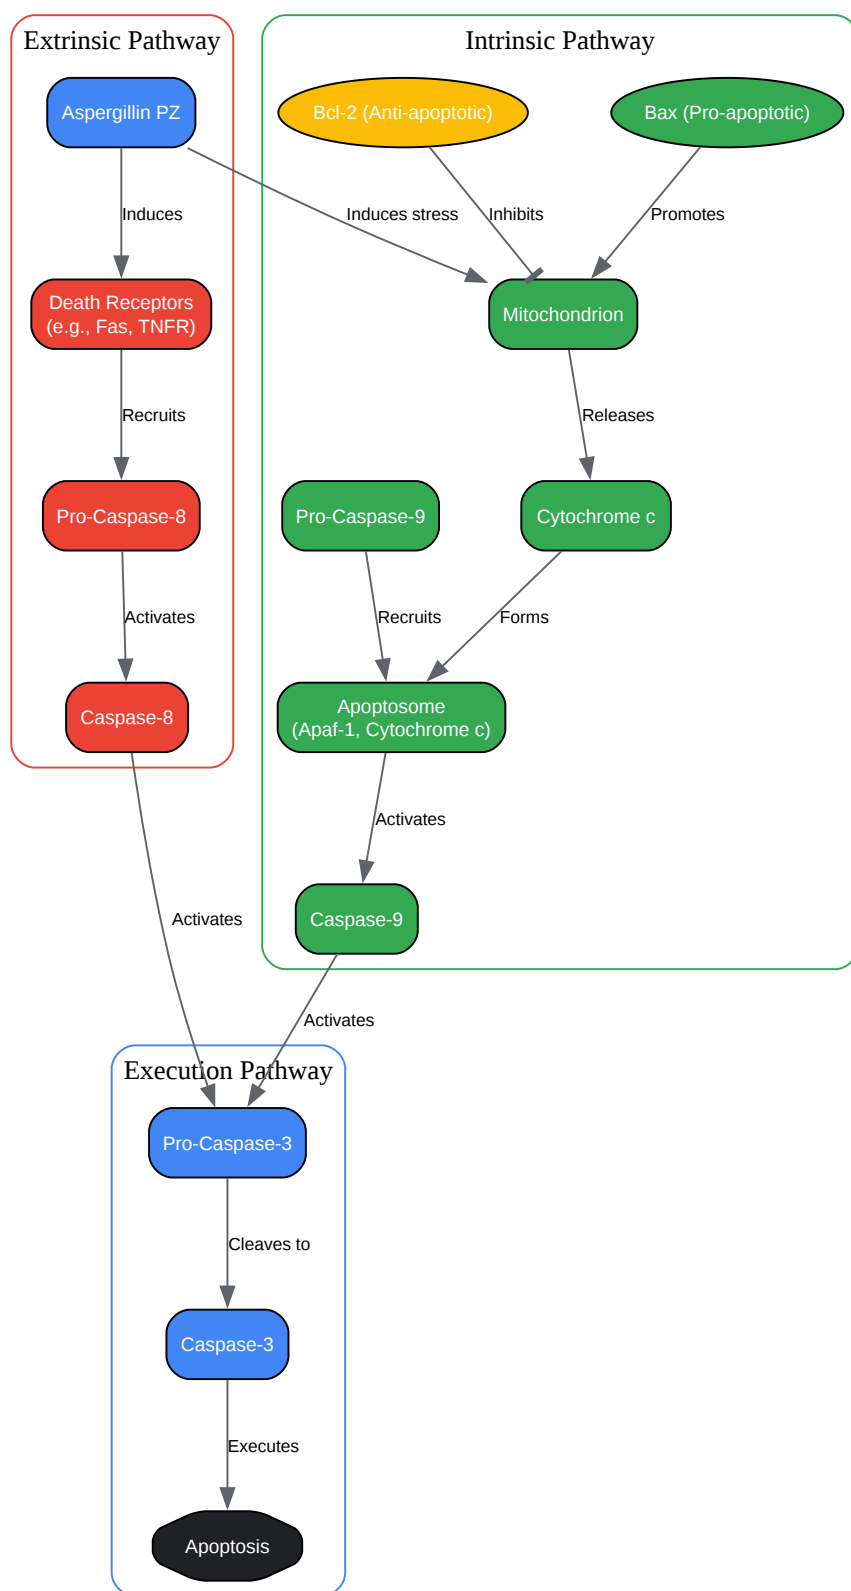 Extrinsic Pathway
Intrinsic Pathway
Aspergillin PZ
Bcl-2 (Anti-apoptotic)
Bax (Pro-apoptotic)
Induces
Induces stress
Inhibits
Promotes
Death Receptors
(e.g., Fas, TNFR)
Mitochondrion
Recruits
Releases
Pro-Caspase-8
Pro-Caspase-9
Cytochrome c
Activates
Recruits
Forms
Caspase-8
Apoptosome
(Apaf-1, Cytochrome c)
Activates
Activates
Caspase-9
Activates
Execution Pathway
Pro-Caspase-3
Cleaves to
Caspase-3
Executes
Apoptosis